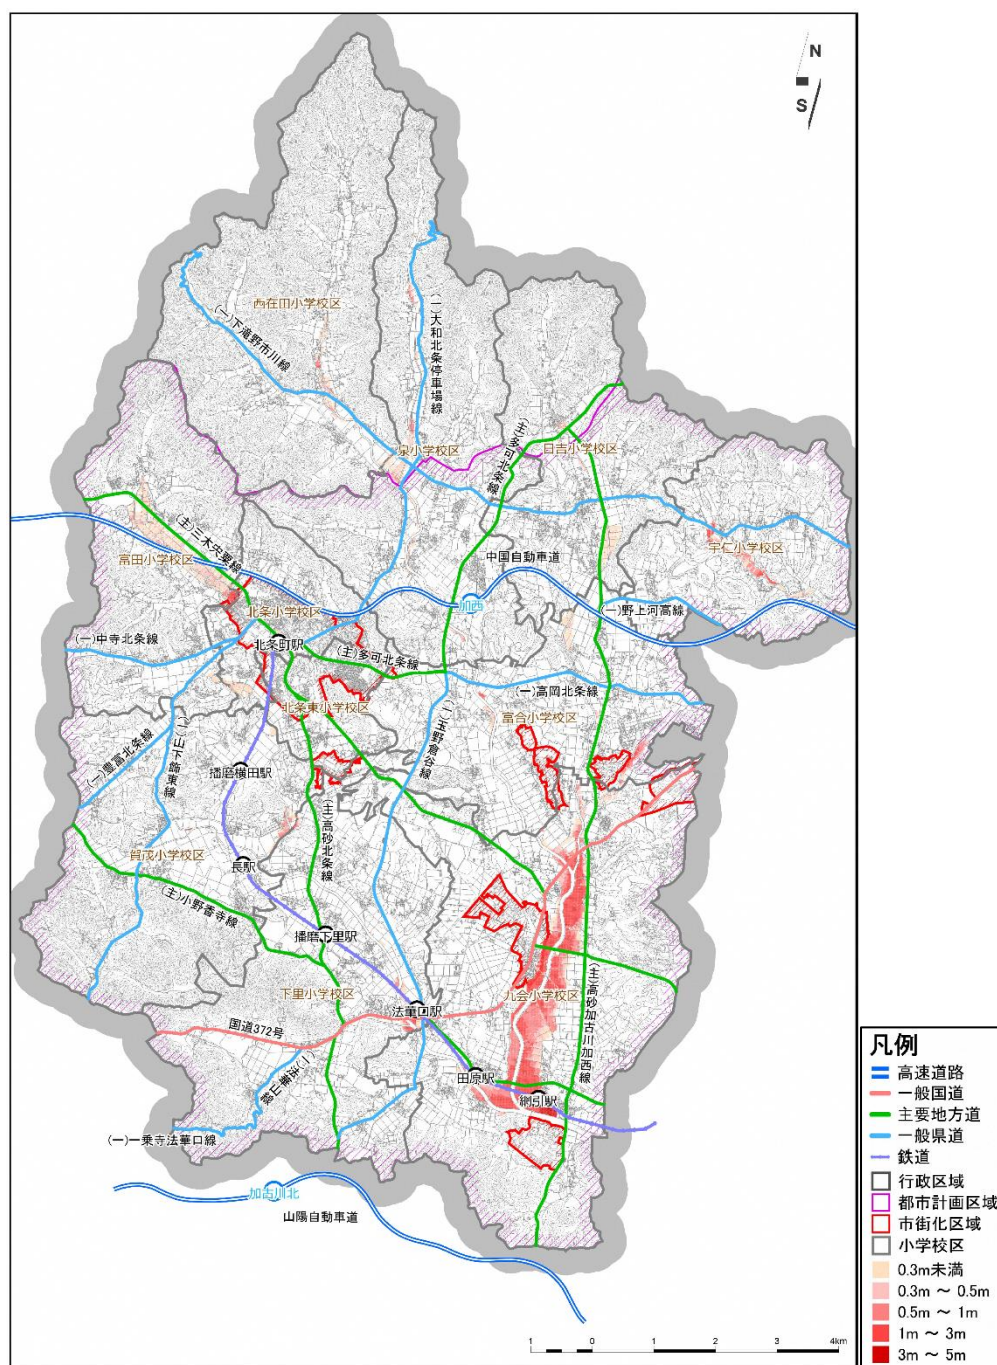 N
S
西在田小学校区
(一)下滝野市川線
(一)大和北条停車場線
泉小学校区
(主)多可北条線
日吉小学校区
宇仁小学校区
(主)三木宍粟線
富田小学校区
中国自動車道
加西
北条小学校区
(一)野上河高線
(一)中寺北条線
北条町駅
(主)多可北条線
(一)高岡北条線
北条東小学校区
富合小学校区
(一)玉野倉谷線
(一)豊富北条線
(一)下山下飾東線
播磨横田駅
(主)高砂北条線
賀茂小学校区
長駅
(主)小野香寺線
播磨下里駅
下里小学校区
九会小学校区
法華口駅
(主)高砂加古川加西線
国道372号
(一)法華山線
田原駅
網引駅
(一)一乗寺法華口線
加古川北
山陽自動車道
1 0 1 2 3 4km
凡例
高速道路
一般国道
主要地方道
一般県道
鉄道
行政区域
都市計画区域
市街化区域
小学校区
0.3m未満
0.3m ～ 0.5m
0.5m ～ 1m
1m ～ 3m
3m ～ 5m